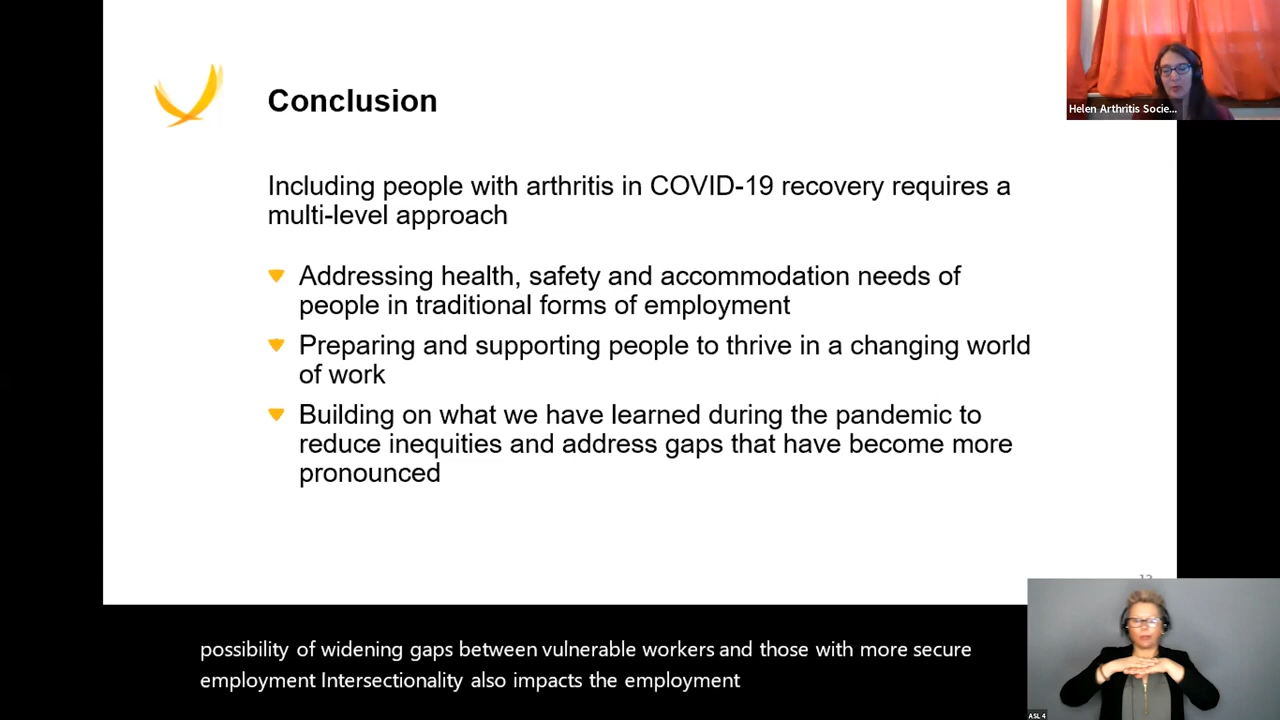 Conclusion
Helen Arthritis Socie...
Including people with arthritis in COVID-19 recovery requires a
multi-level approach
Addressing health, safety and accommodation needs of
people in traditional forms of employment
Preparing and supporting people to thrive in a changing world
of work
Building on what we have learned during the pandemic to
reduce inequities and address gaps that have become more
pronounced
possibility of widening gaps between vulnerable workers and those with more secure
employment Intersectionality also impacts the employment
ASL 4